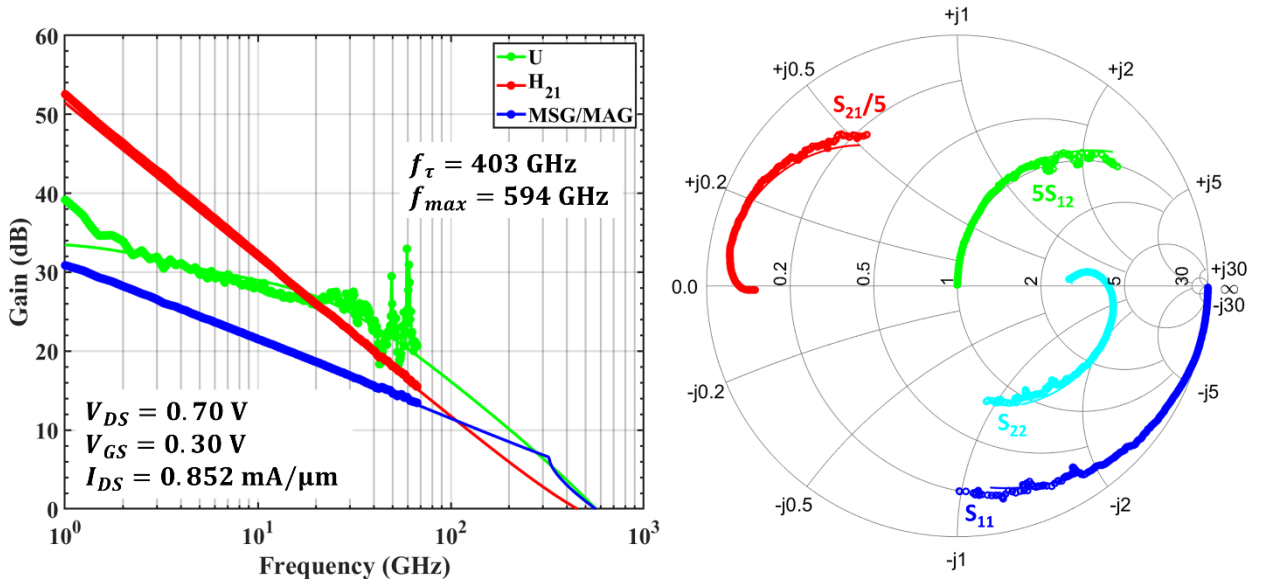 60
50
40
30
20
10
0
Gain (dB)
U
H21
MSG/MAG
fτ = 403 GHz
fmax = 594 GHz
VDS = 0.70 V
VGS = 0.30 V
IDS = 0.852 mA/μm
10^0
10^1
10^2
10^3
Frequency (GHz)
+j1
+j0.5
+j2
S21/5
+j0.2
+j5
5S12
0.0
0.2
0.5
1
2
5
30
+j30
∞
-j30
-j0.2
-j5
S22
-j0.5
S11
-j2
-j1